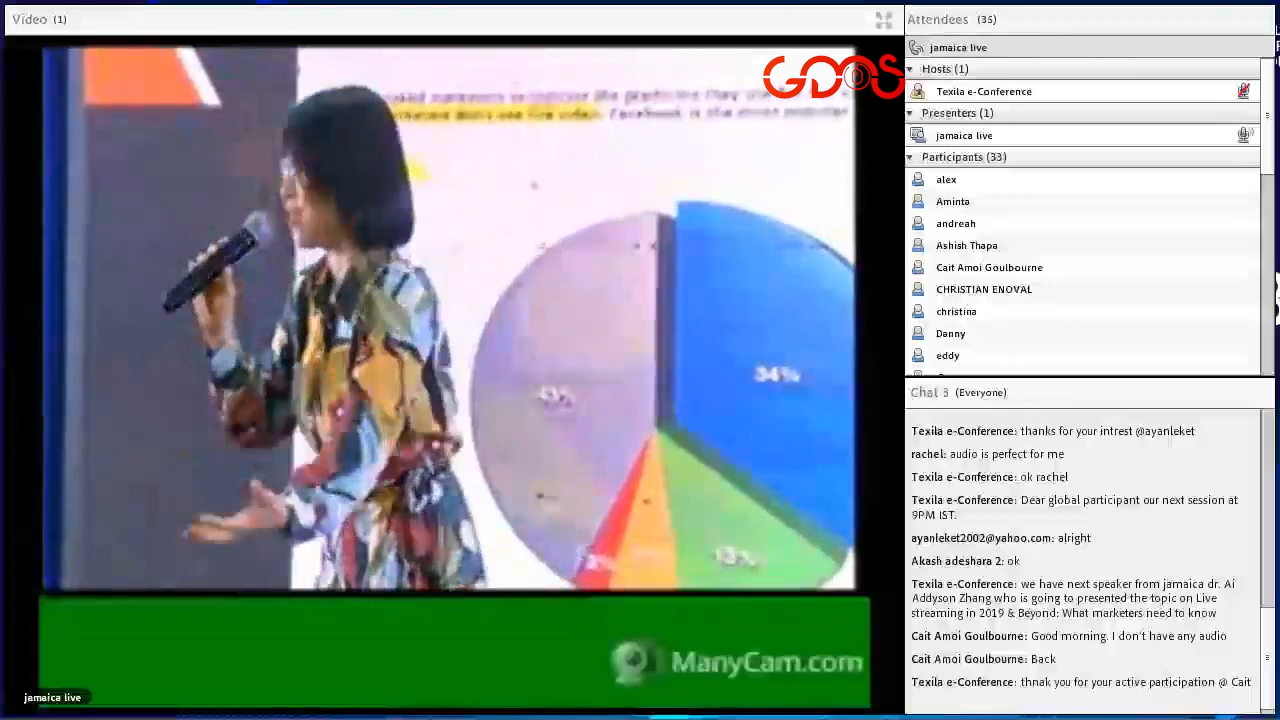 Video (1)
GDOS
34%
ManyCam.com
jamaica live
Attendees (35)
jamaica live
Hosts (1)
Texila e-Conference
Presenters (1)
jamaica live
Participants (33)
alex
Aminta
andreah
Ashish Thapa
Cait Amoi Goulbourne
CHRISTIAN ENOVAL
christina
Danny
eddy
Chat 3 (Everyone)
Texila e-Conference: thanks for your intrest @ayanleket
rachel: audio is perfect for me
Texila e-Conference: ok rachel
Texila e-Conference: Dear global participant our next session at
9PM IST.
ayanleket2002@yahoo.com: alright
Akash adeshara 2: ok
Texila e-Conference: we have next speaker from jamaica dr. Ai
Addyson Zhang who is going to presented the topic on Live
streaming in 2019 & Beyond: What marketers need to know
Cait Amoi Goulbourne: Good morning. I don't have any audio
Cait Amoi Goulbourne: Back
Texila e-Conference: thnak you for your active participation @ Cait